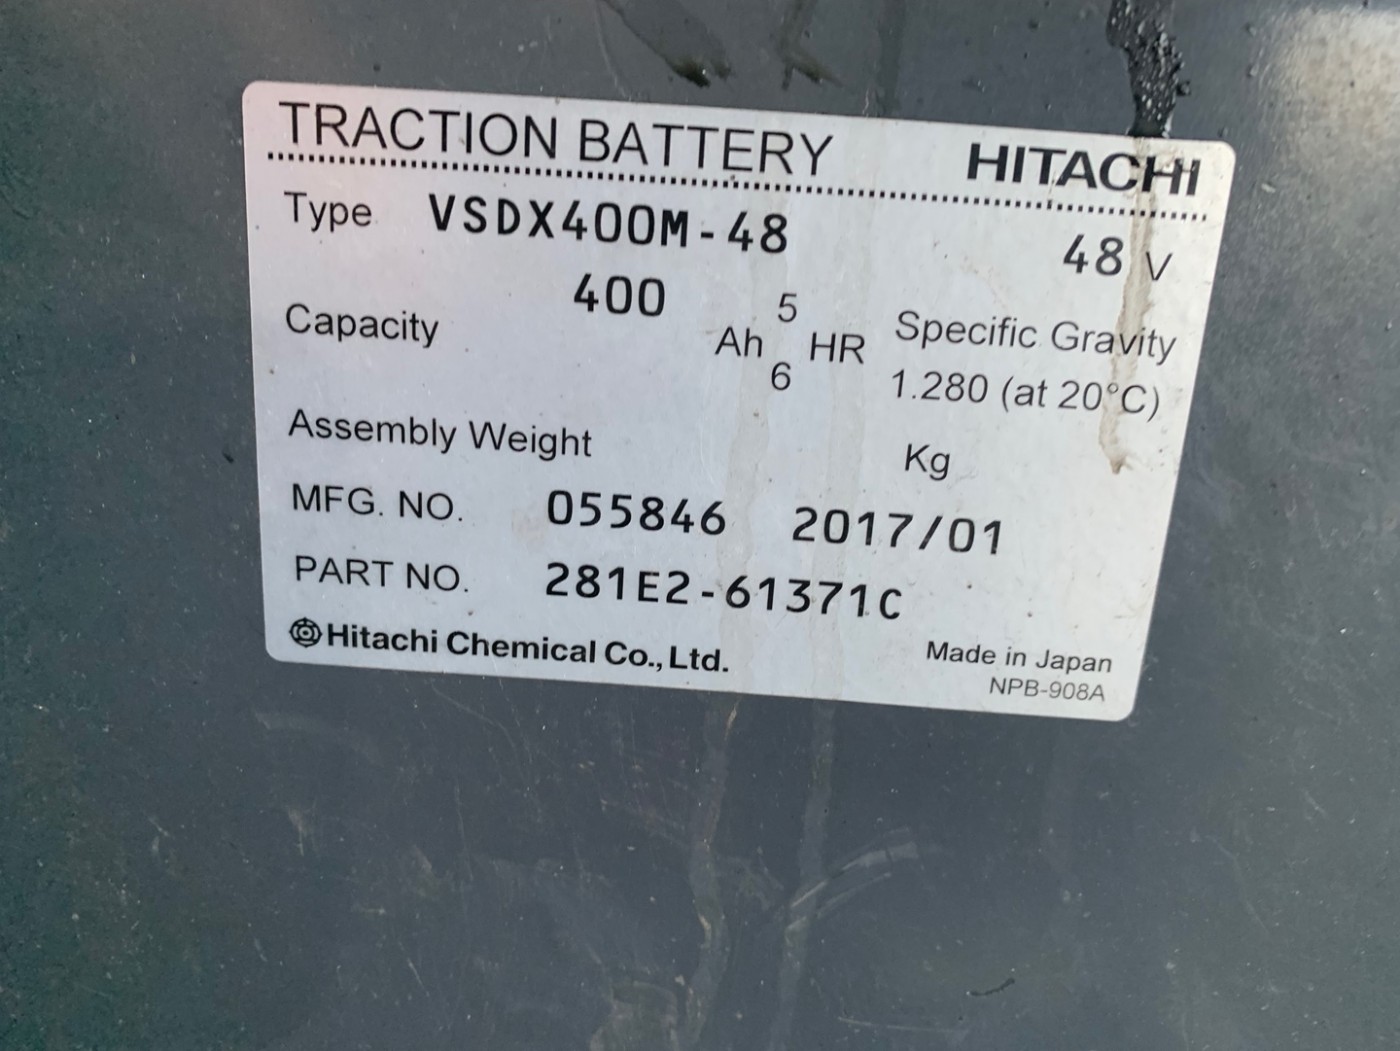 TRACTION BATTERY HITACHI
Type VSDX400M-48 48 V
Capacity 400 Ah 5 HR Specific Gravity
6 1.280 (at 20°C)
Assembly Weight Kg
MFG. NO. 055846 2017/01
PART NO. 281E2-61371C
Hitachi Chemical Co., Ltd. Made in Japan
NPB-908A